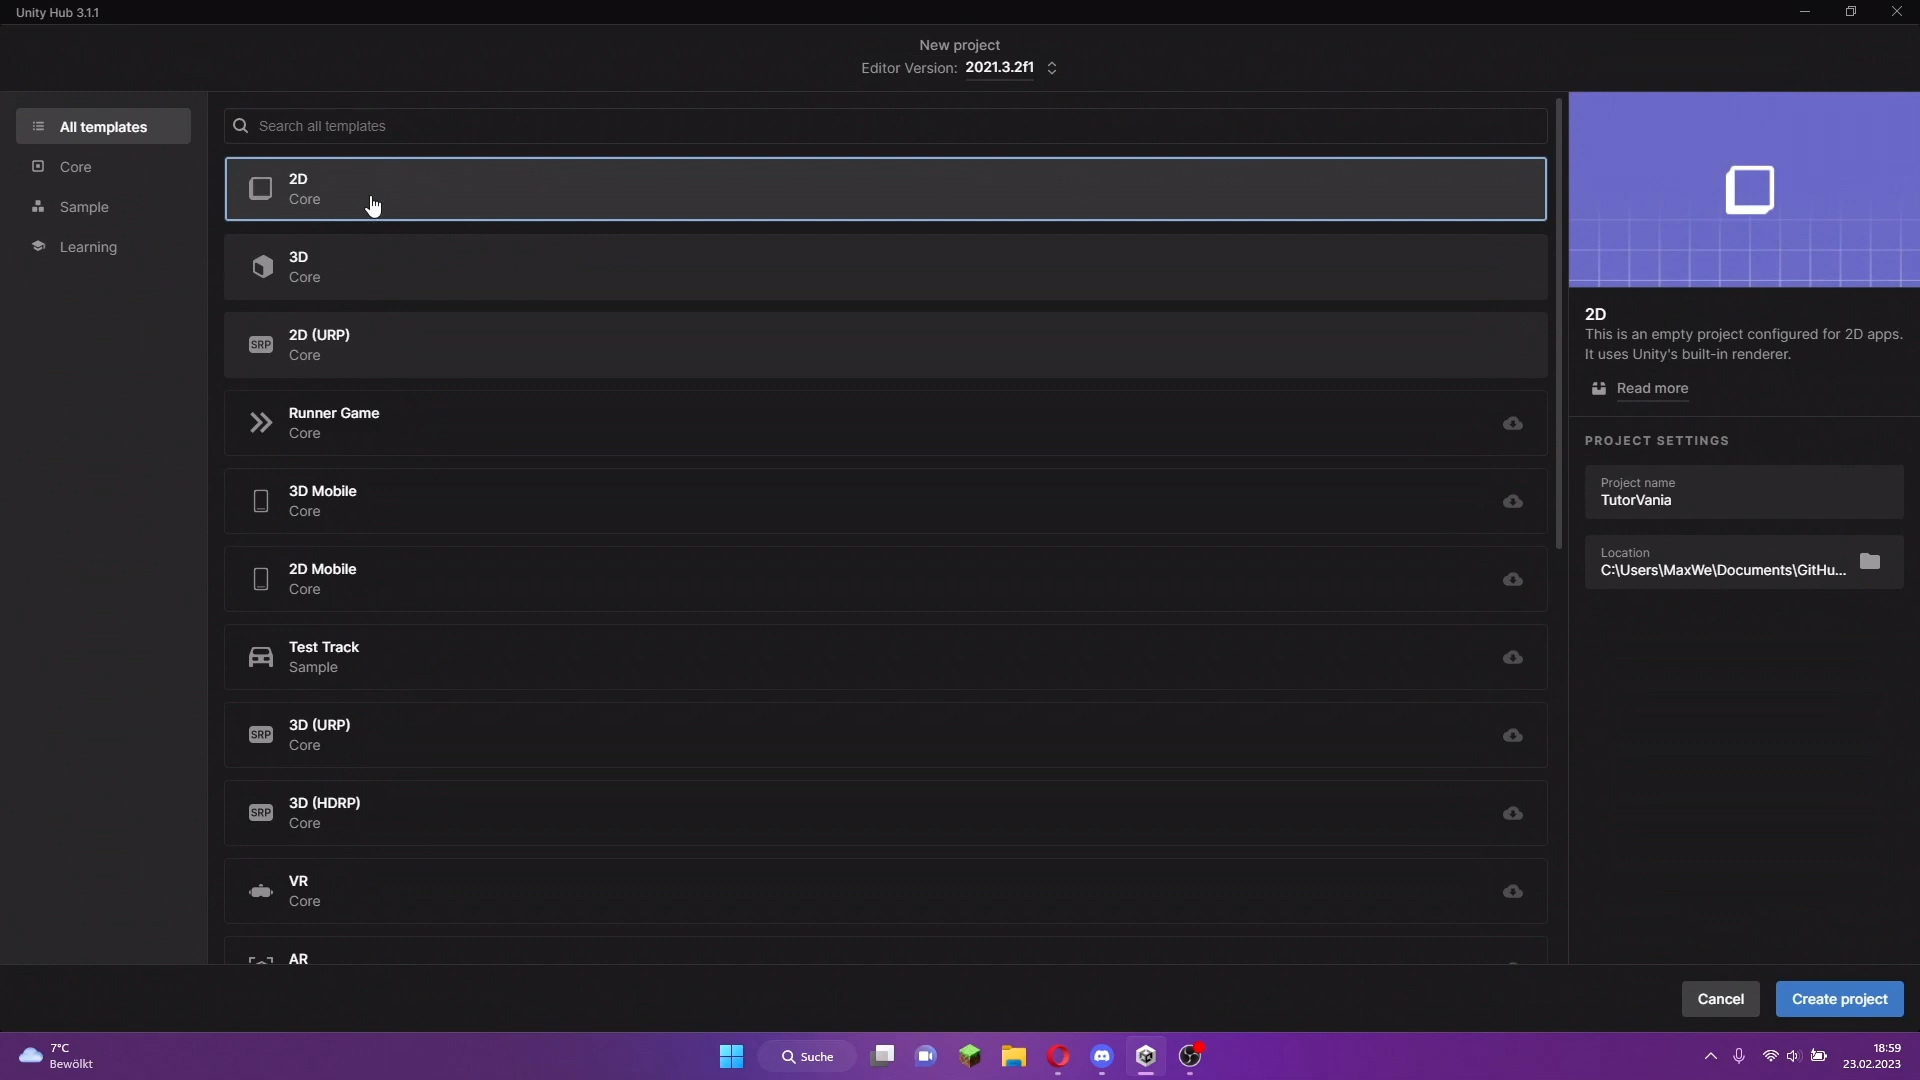 Unity Hub 3.1.1
New project
Editor Version: 2021.3.2f1
All templates
Core
Sample
Learning
Search all templates
2D
Core
3D
Core
SRP
2D (URP)
Core
Runner Game
Core
3D Mobile
Core
2D Mobile
Core
Test Track
Sample
SRP
3D (URP)
Core
SRP
3D (HDRP)
Core
VR
Core
AR
2D
This is an empty project configured for 2D apps.
It uses Unity's built-in renderer.
Read more
PROJECT SETTINGS
Project name
TutorVania
Location
C:\Users\MaxWe\Documents\GitHu...
Cancel
Create project
7°C
Bewölkt
Suche
18:59
23.02.2023